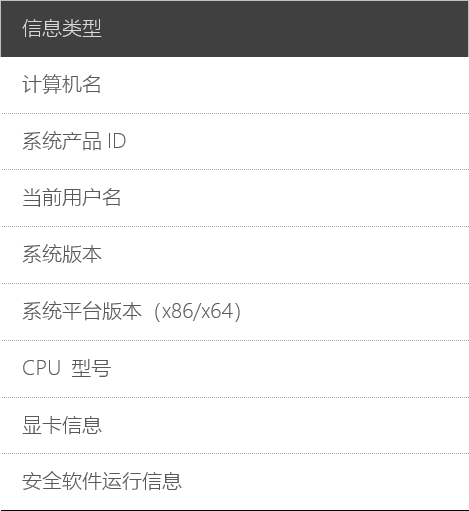 信息类型
计算机名
系统产品 ID
当前用户名
系统版本
系统平台版本（x86/x64）
CPU 型号
显卡信息
安全软件运行信息